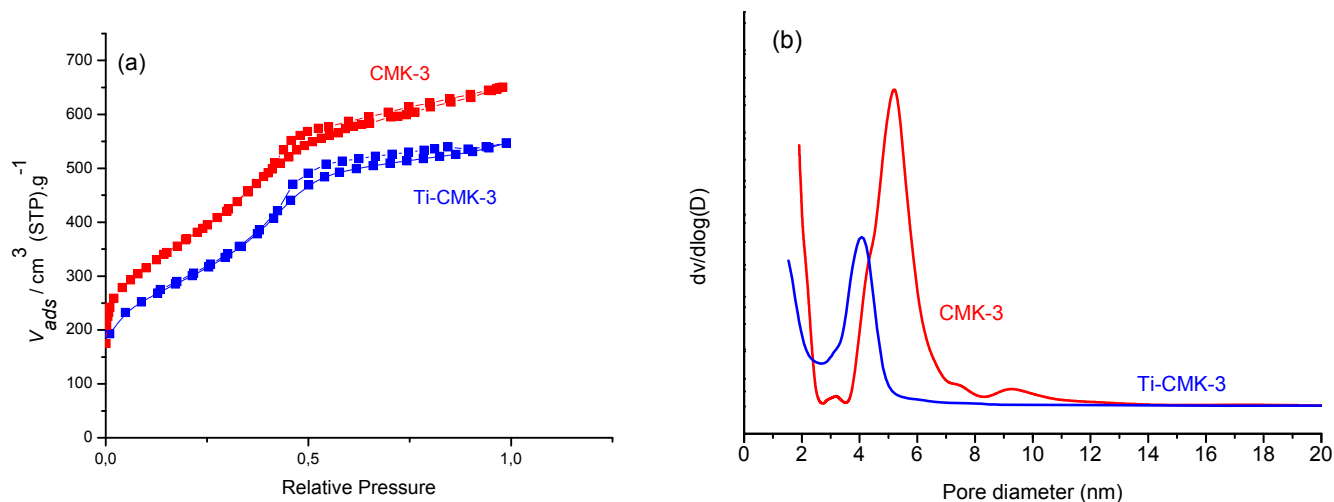 (a)
700
600
500
400
300
200
100
0
V_ads / cm^3 (STP).g^-1
CMK-3
Ti-CMK-3
0,0
0,5
1,0
Relative Pressure
(b)
dv/dlog(D)
CMK-3
Ti-CMK-3
0 2 4 6 8 10 12 14 16 18 20
Pore diameter (nm)